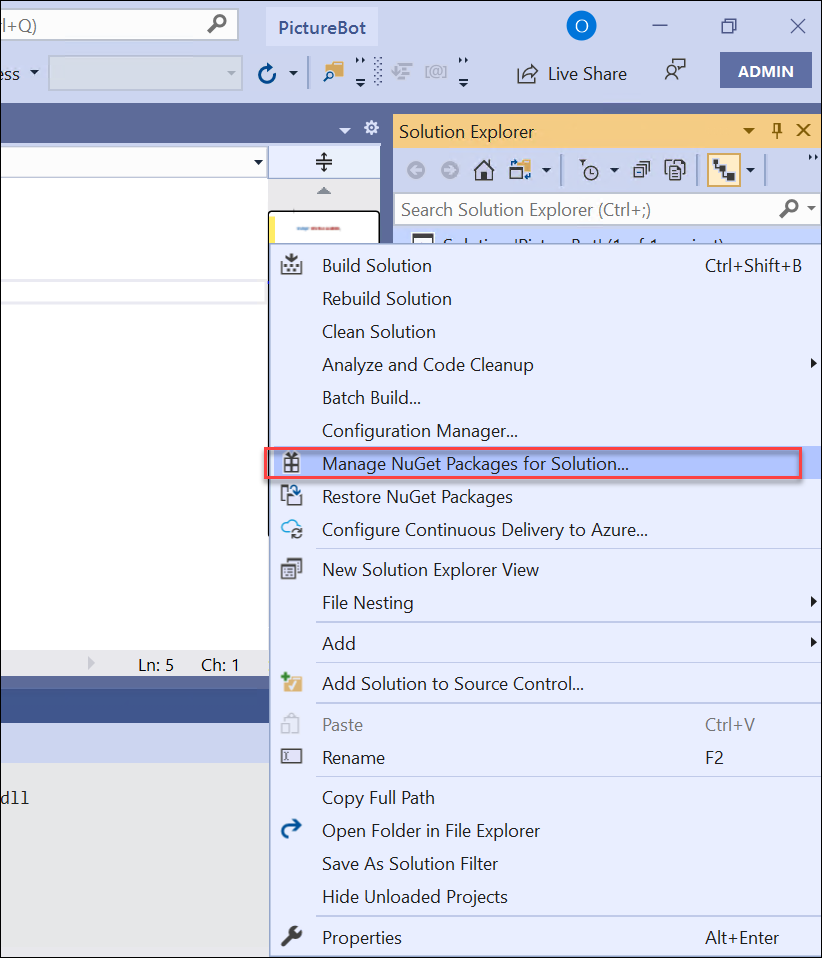 l+Q)
PictureBot
O
ess
Live Share
ADMIN
Solution Explorer
Search Solution Explorer (Ctrl+;)
Build Solution Ctrl+Shift+B
Rebuild Solution
Clean Solution
Analyze and Code Cleanup
Batch Build...
Configuration Manager...
Manage NuGet Packages for Solution...
Restore NuGet Packages
Configure Continuous Delivery to Azure...
New Solution Explorer View
File Nesting
Add
Ln: 5 Ch: 1
Add Solution to Source Control...
Paste Ctrl+V
Rename F2
Copy Full Path
dll
Open Folder in File Explorer
Save As Solution Filter
Hide Unloaded Projects
Properties Alt+Enter